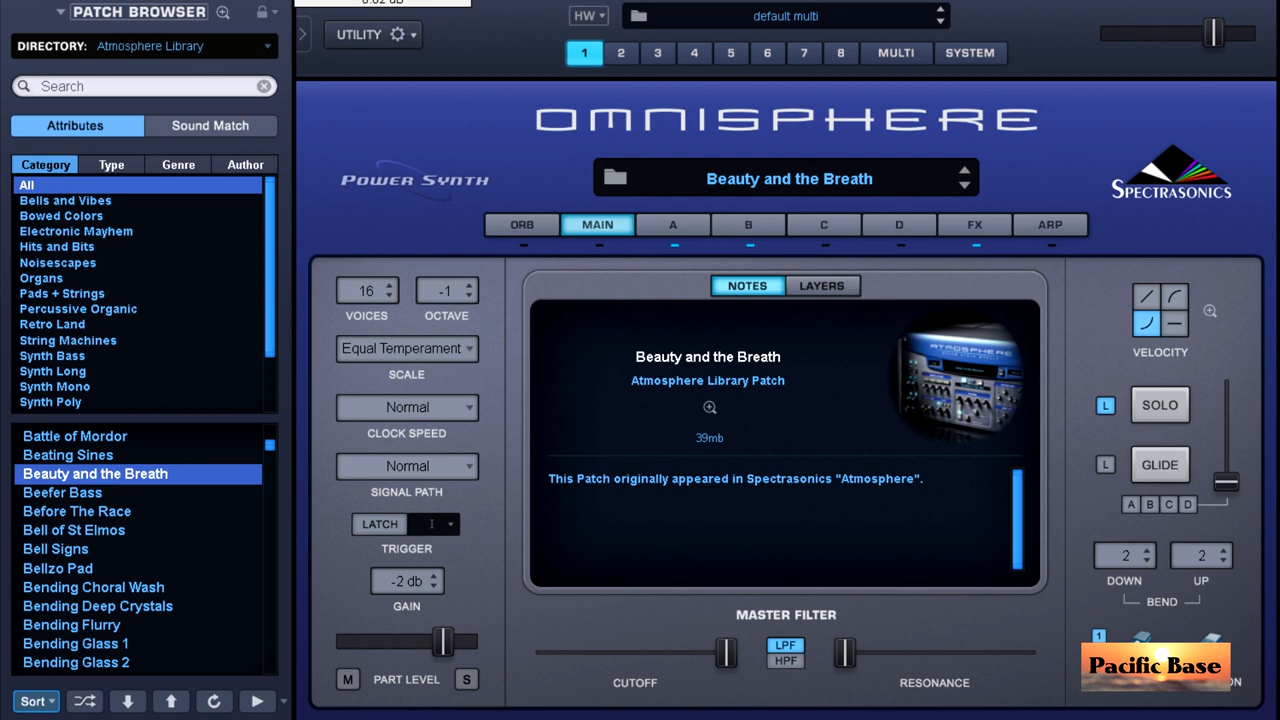 PATCH BROWSER
DIRECTORY: Atmosphere Library
Search
Attributes Sound Match
Category Type Genre Author
All
Bells and Vibes
Bowed Colors
Electronic Mayhem
Hits and Bits
Noisescapes
Organs
Pads + Strings
Percussive Organic
Retro Land
String Machines
Synth Bass
Synth Long
Synth Mono
Synth Poly
Battle of Mordor
Beating Sines
Beauty and the Breath
Beefer Bass
Before The Race
Bell of St Elmos
Bell Signs
Bellzo Pad
Bending Choral Wash
Bending Deep Crystals
Bending Flurry
Bending Glass 1
Bending Glass 2
Sort
UTILITY
HW
default multi
1 2 3 4 5 6 7 8 MULTI SYSTEM
OMNISPHERE
POWER SYNTH
Beauty and the Breath
SPECTRASONICS
ORB MAIN A B C D FX ARP
16 -1
VOICES OCTAVE
Equal Temperament
SCALE
Normal
CLOCK SPEED
Normal
SIGNAL PATH
LATCH
TRIGGER
-2 db
GAIN
M PART LEVEL S
NOTES LAYERS
Beauty and the Breath
Atmosphere Library Patch
39mb
ATMOSPHERE
This Patch originally appeared in Spectrasonics "Atmosphere".
MASTER FILTER
LPF
HPF
CUTOFF RESONANCE
VELOCITY
L SOLO
L GLIDE
A B C D
2 2
DOWN UP
BEND
1
Pacific Base